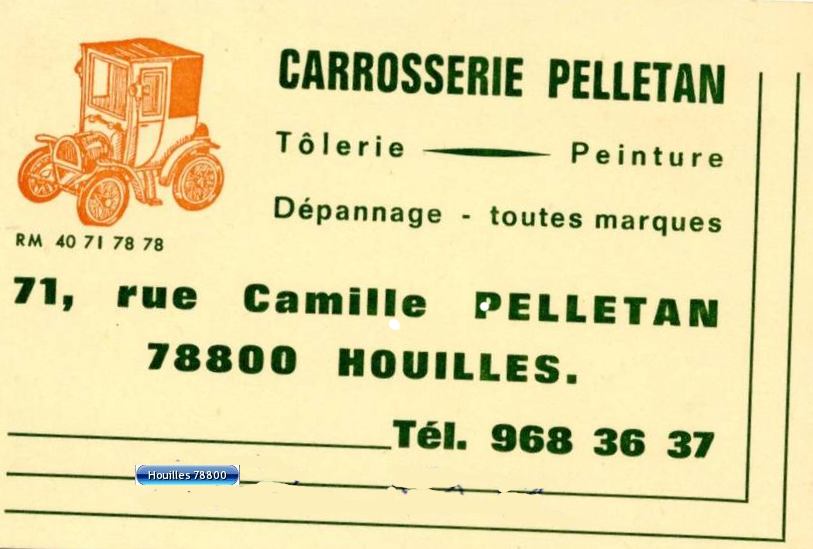 CARROSSERIE PELLETAN
Tôlerie Peinture
Dépannage - toutes marques
RM 40 71 78 78
71, rue Camille PELLETAN
78800 HOUILLES.
Tél. 968 36 37
Houilles 78800